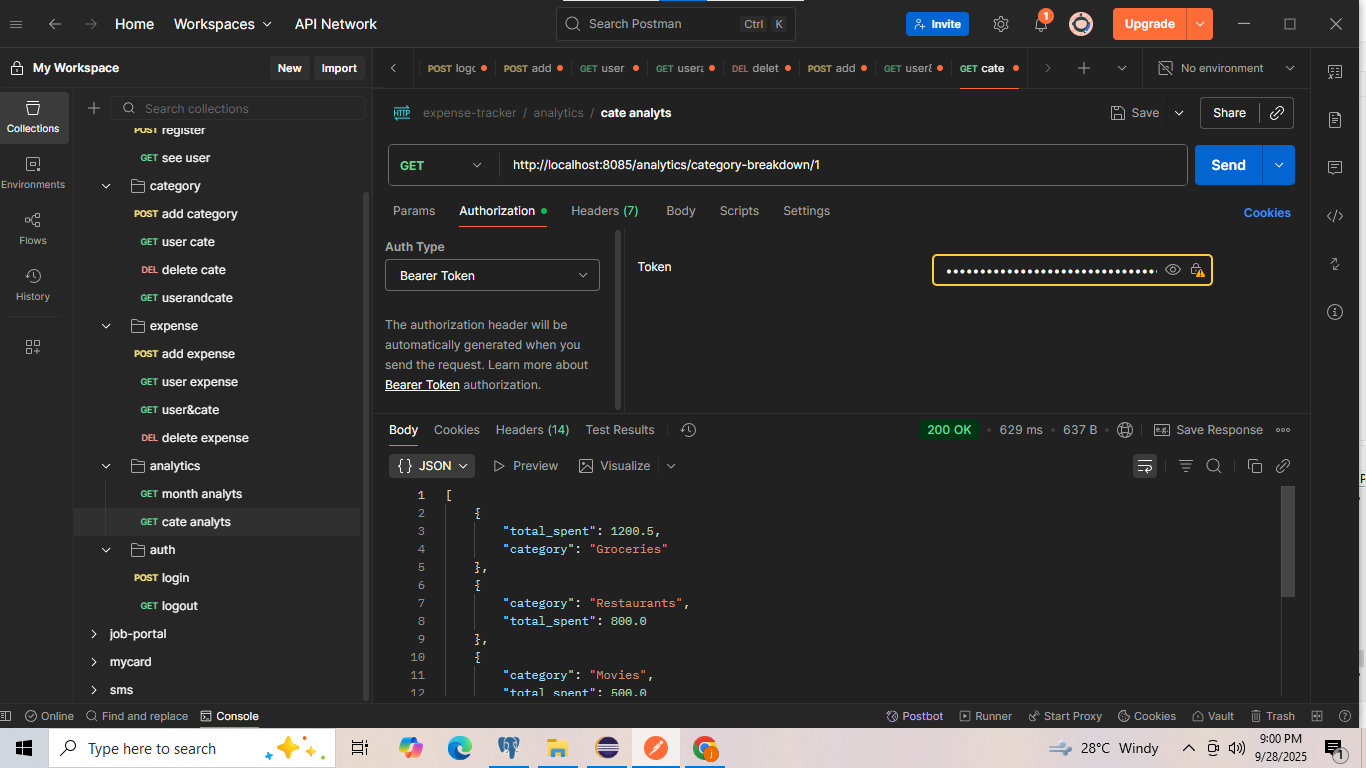 Home Workspaces API Network Search Postman Ctrl K Invite 1 Upgrade
My Workspace New Import POST logc POST add GET user GET usera DEL delet POST add GET user& GET cate No environment
Search collections
Collections
Environments
Flows
History
POST register
GET see user
category
POST add category
GET user cate
DEL delete cate
GET userandcate
expense
POST add expense
GET user expense
GET user&cate
DEL delete expense
analytics
GET month analyts
GET cate analyts
auth
POST login
GET logout
job-portal
mycard
sms
HTTP expense-tracker / analytics / cate analyts Save Share
GET http://localhost:8085/analytics/category-breakdown/1 Send
Params Authorization Headers (7) Body Scripts Settings Cookies
Auth Type
Bearer Token
Token
The authorization header will be
automatically generated when you
send the request. Learn more about
Bearer Token authorization.
Body Cookies Headers (14) Test Results 200 OK • 629 ms • 637 B • e.g. Save Response
{} JSON Preview Visualize
1 [
2 {
3 "total_spent": 1200.5,
4 "category": "Groceries"
5 },
6 {
7 "category": "Restaurants",
8 "total_spent": 800.0
9 },
10 {
11 "category": "Movies",
12 "total_spent": 500.0
Online Find and replace Console Postbot Runner Start Proxy Cookies Vault Trash
Type here to search 28°C Windy 9:00 PM
9/28/2025 1